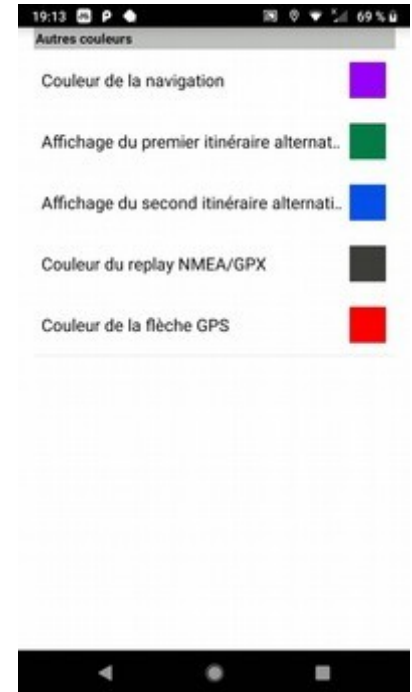 19:13 P 69 %
Autres couleurs
Couleur de la navigation
Affichage du premier itinéraire alternat..
Affichage du second itinéraire alternati..
Couleur du replay NMEA/GPX
Couleur de la flèche GPS